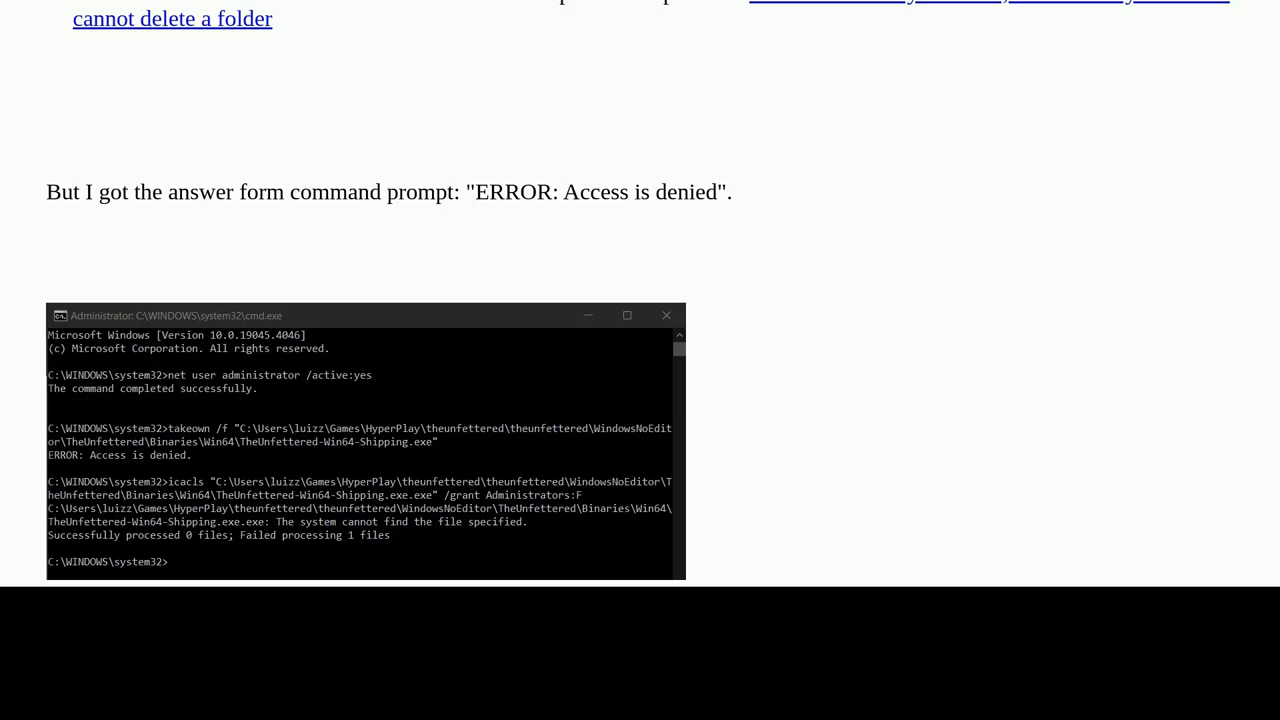 cannot delete a folder
But I got the answer form command prompt: "ERROR: Access is denied".
Administrator: C:\WINDOWS\system32\cmd.exe
Microsoft Windows [Version 10.0.19045.4046]
(c) Microsoft Corporation. All rights reserved.
C:\WINDOWS\system32>net user administrator /active:yes
The command completed successfully.
C:\WINDOWS\system32>takeown /f "C:\Users\luizz\Games\HyperPlay\theunfettered\theunfettered\WindowsNoEdit
or\TheUnfettered\Binaries\Win64\TheUnfettered-Win64-Shipping.exe"
ERROR: Access is denied.
C:\WINDOWS\system32>icacls "C:\Users\luizz\Games\HyperPlay\theunfettered\theunfettered\WindowsNoEditor\T
heUnfettered\Binaries\Win64\TheUnfettered-Win64-Shipping.exe.exe" /grant Administrators:F
C:\Users\luizz\Games\HyperPlay\theunfettered\theunfettered\WindowsNoEditor\TheUnfettered\Binaries\Win64\
TheUnfettered-Win64-Shipping.exe.exe: The system cannot find the file specified.
Successfully processed 0 files; Failed processing 1 files
C:\WINDOWS\system32>